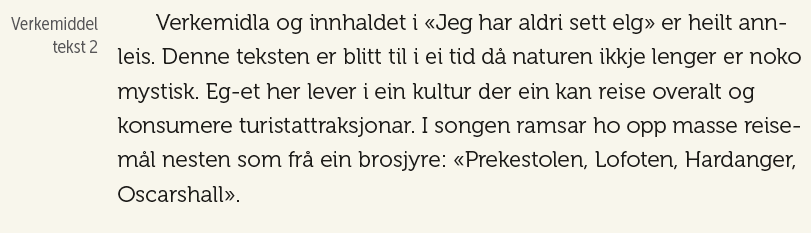 Verkemiddel
tekst 2
Verkemidla og innhaldet i «Jeg har aldri sett elg» er heilt ann-
leis. Denne teksten er blitt til i ei tid då naturen ikkje lenger er noko
mystisk. Eg-et her lever i ein kultur der ein kan reise overalt og
konsumere turistattraksjonar. I songen ramsar ho opp masse reise-
mål nesten som frå ein brosjyre: «Prekestolen, Lofoten, Hardanger,
Oscarshall».